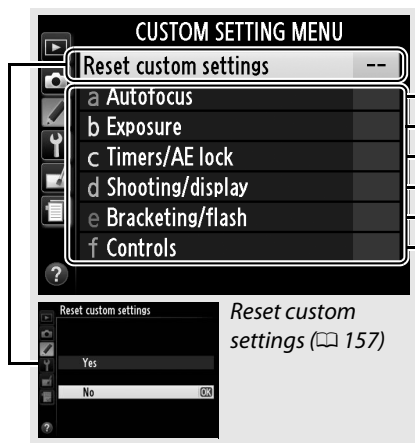 CUSTOM SETTING MENU
Reset custom settings --
a Autofocus
b Exposure
c Timers/AE lock
d Shooting/display
e Bracketing/flash
f Controls
?
Reset custom settings
Yes
No OK
?
Reset custom
settings (📖 157)